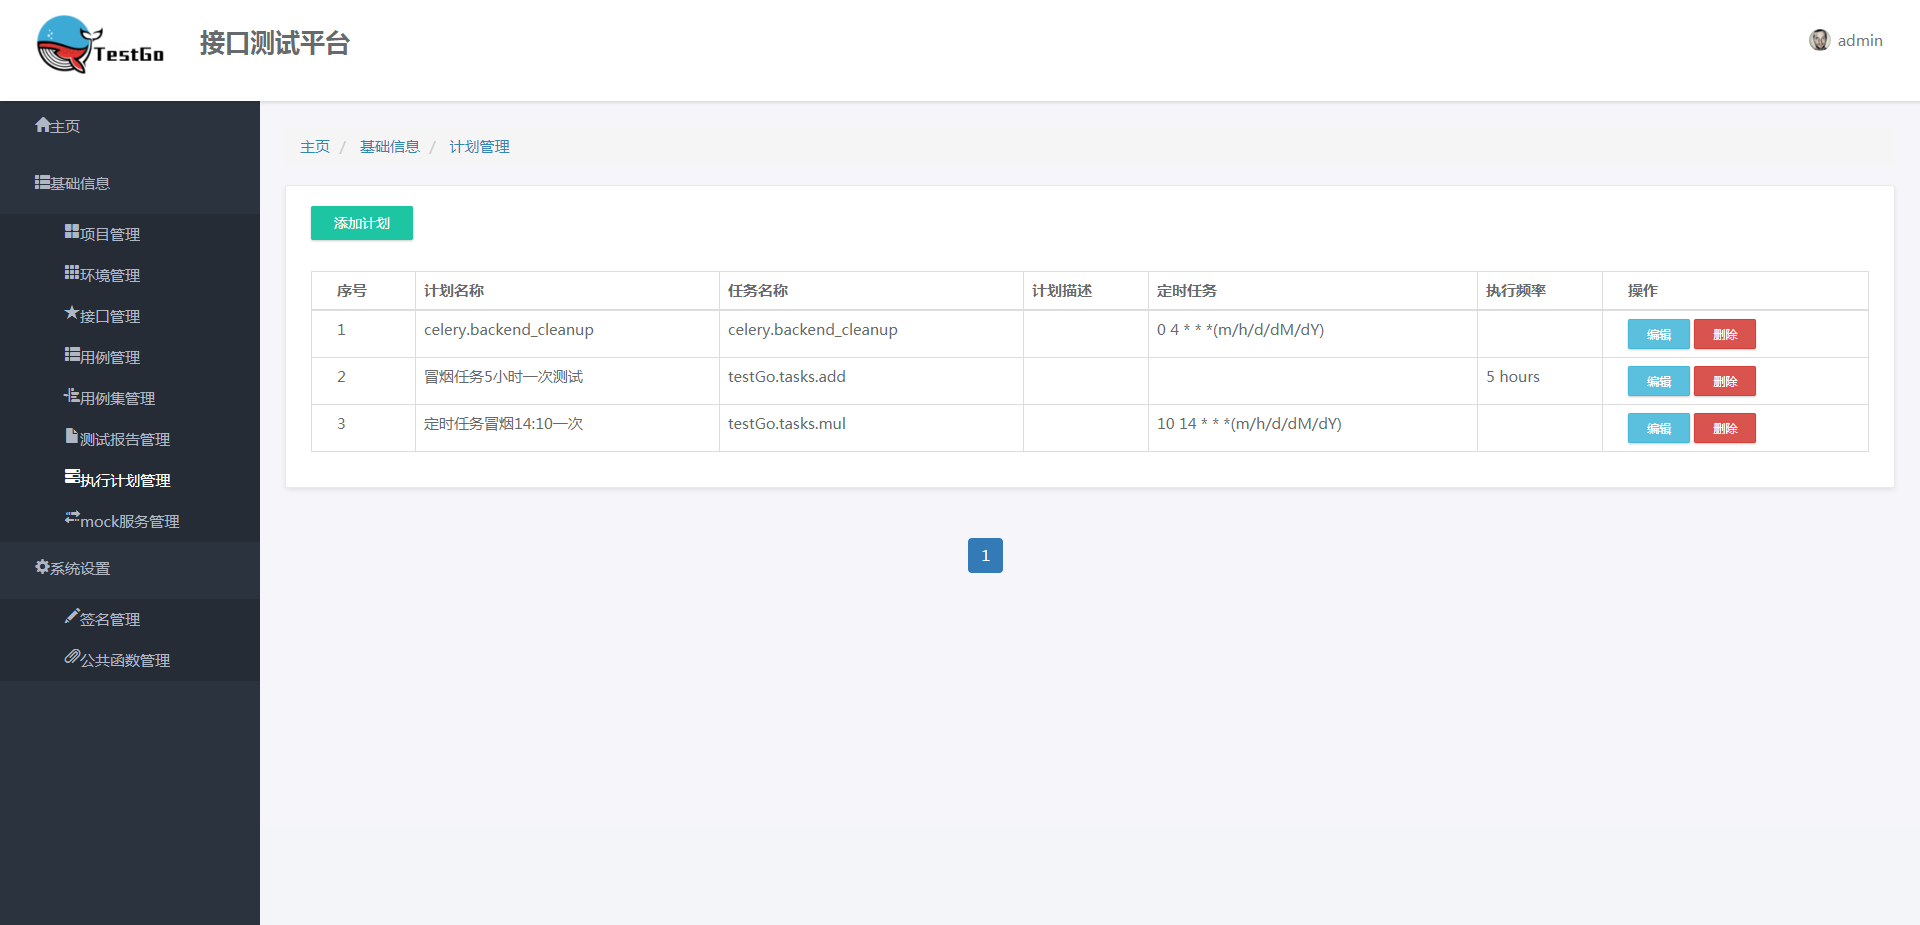 TestGo 接口测试平台 admin
主页
基础信息
项目管理
环境管理
接口管理
用例管理
用例集管理
测试报告管理
执行计划管理
mock服务管理
系统设置
签名管理
公共函数管理
主页 / 基础信息 / 计划管理
添加计划
序号 计划名称 任务名称 计划描述 定时任务 执行频率 操作
1 celery.backend_cleanup celery.backend_cleanup 0 4 * * *(m/h/d/dM/dY) 编辑 删除
2 冒烟任务5小时一次测试 testGo.tasks.add 5 hours 编辑 删除
3 定时任务冒烟14:10一次 testGo.tasks.mul 10 14 * * *(m/h/d/dM/dY) 编辑 删除
1